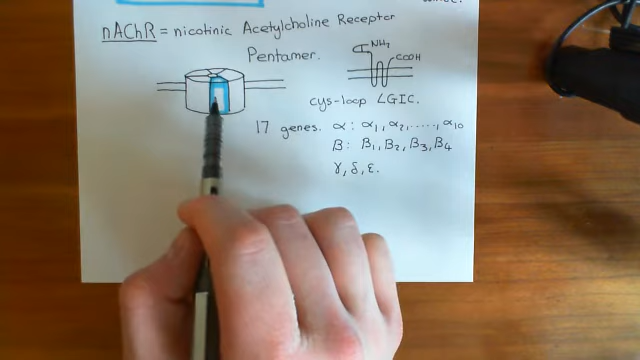 nAChR = nicotinic Acetylcholine Receptor
Pentamer.
NH₂
COOH
cys-loop LGIC.
17 genes. α: α₁, α₂, ....., α₁₀
β: β₁, β₂, β₃, β₄
γ, δ, ε.